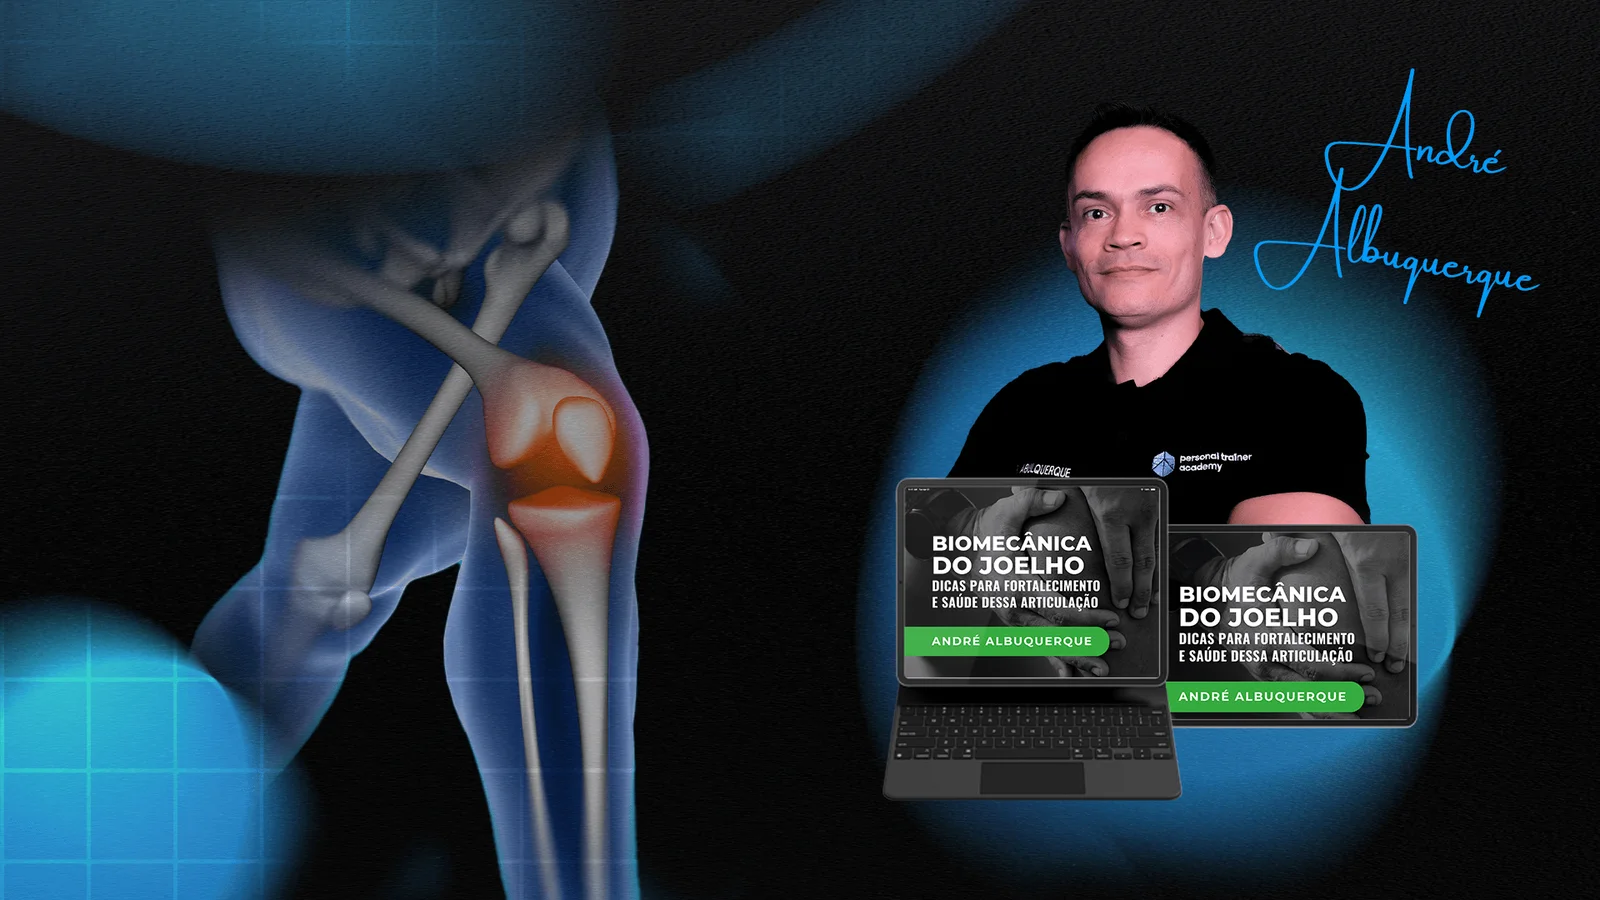 André
Albuquerque
ABULQUERQUE
personal trainer
academy
BIOMECÂNICA
DO JOELHO
DICAS PARA FORTALECIMENTO
E SAÚDE DESSA ARTICULAÇÃO
ANDRÉ ALBUQUERQUE
BIOMECÂNICA
DO JOELHO
DICAS PARA FORTALECIMENTO
E SAÚDE DESSA ARTICULAÇÃO
ANDRÉ ALBUQUERQUE